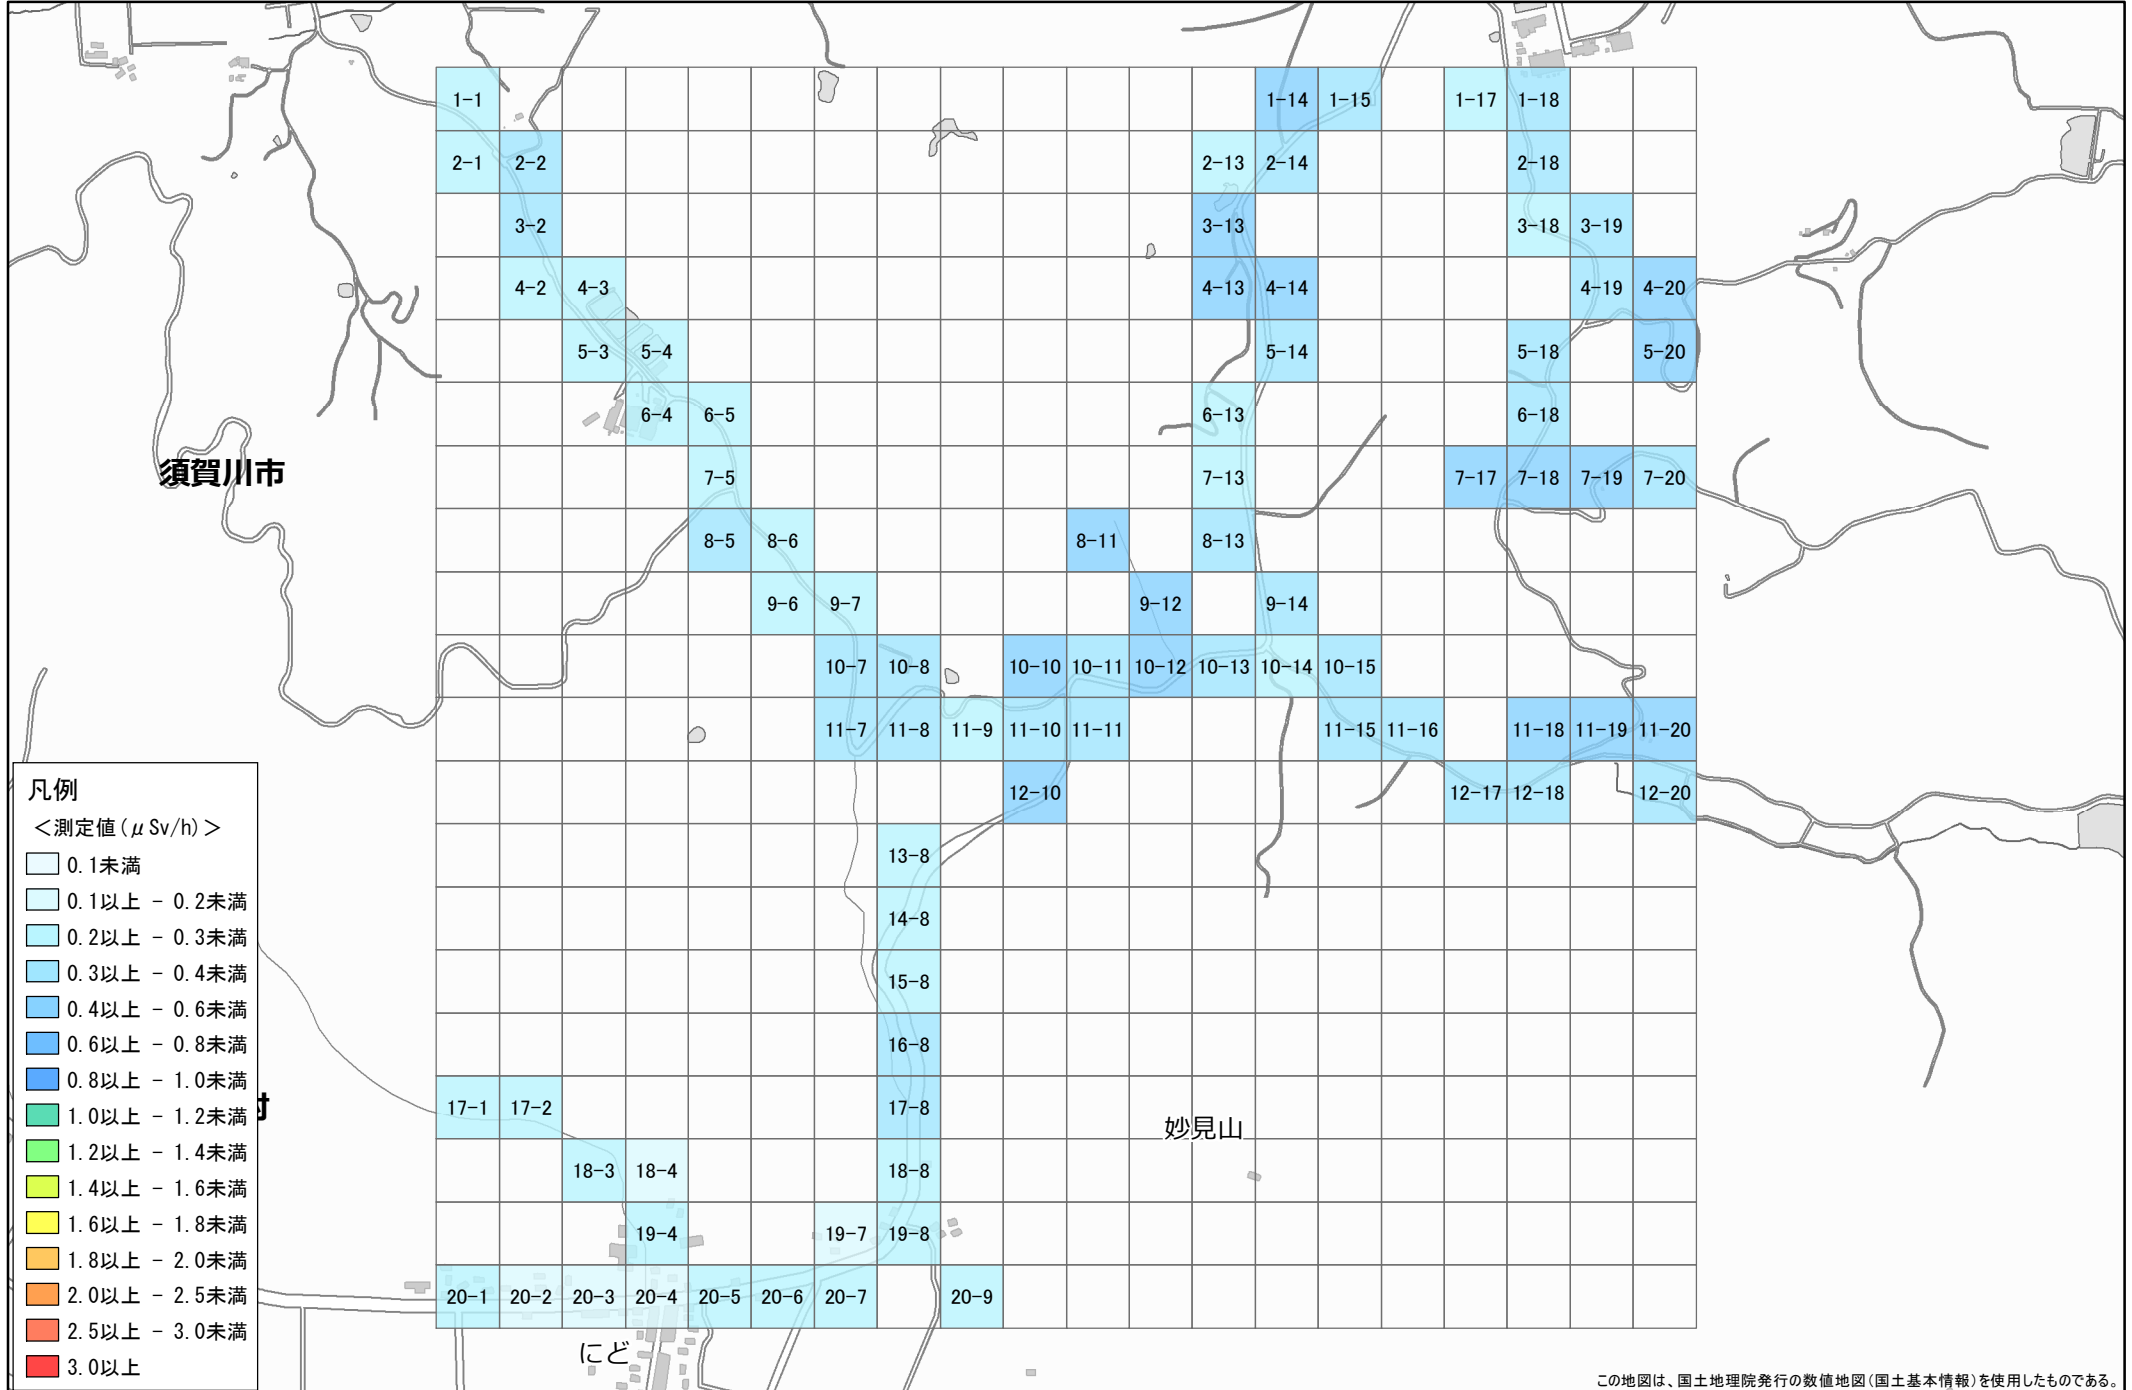 1-1 1-14 1-15 1-17 1-18
2-1 2-2 2-13 2-14 2-18
3-2 3-13 3-18 3-19
4-2 4-3 4-13 4-14 4-19 4-20
5-3 5-4 5-14 5-18 5-20
6-4 6-5 6-13 6-18
須賀川市
7-5 7-13 7-17 7-18 7-19 7-20
8-5 8-6 8-11 8-13
9-6 9-7 9-12 9-14
10-7 10-8 10-10 10-11 10-12 10-13 10-14 10-15
11-7 11-8 11-9 11-10 11-11 11-15 11-16 11-18 11-19 11-20
12-10 12-17 12-18 12-20
13-8
14-8
15-8
16-8
17-1 17-2 17-8
妙見山
18-3 18-4 18-8
19-4 19-7 19-8
20-1 20-2 20-3 20-4 20-5 20-6 20-7 20-9
にど
凡例
＜測定値(μSv/h)＞
0.1未満
0.1以上 - 0.2未満
0.2以上 - 0.3未満
0.3以上 - 0.4未満
0.4以上 - 0.6未満
0.6以上 - 0.8未満
0.8以上 - 1.0未満
1.0以上 - 1.2未満
1.2以上 - 1.4未満
1.4以上 - 1.6未満
1.6以上 - 1.8未満
1.8以上 - 2.0未満
2.0以上 - 2.5未満
2.5以上 - 3.0未満
3.0以上
この地図は、国土地理院発行の数値地図(国土基本情報)を使用したものである。